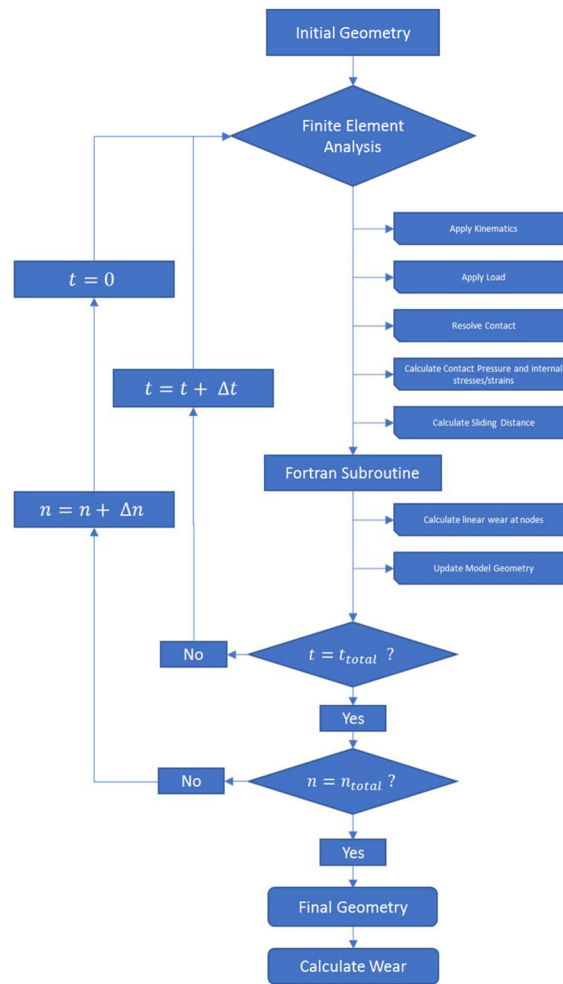 Initial Geometry
Finite Element
Analysis
Apply Kinematics
Apply Load
Resolve Contact
Calculate Contact Pressure and internal
stresses/strains
Calculate Sliding Distance
Fortran Subroutine
Calculate linear wear at nodes
Update Model Geometry
t = 0
t = t + Δt
n = n + Δn
t = t_total ?
No
Yes
n = n_total ?
No
Yes
Final Geometry
Calculate Wear